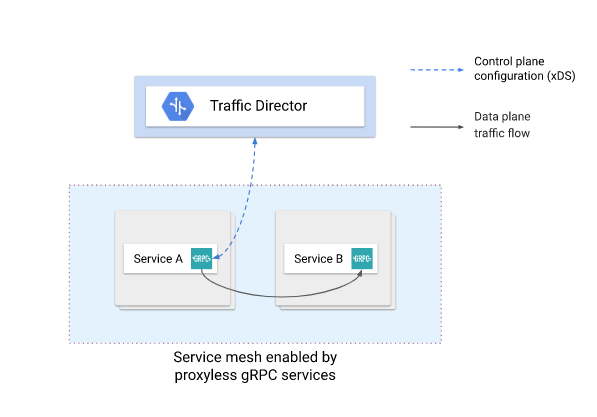 Control plane
configuration (xDS)
Traffic Director
Data plane
traffic flow
Service A
gRPC
Service B
gRPC
Service mesh enabled by
proxyless gRPC services